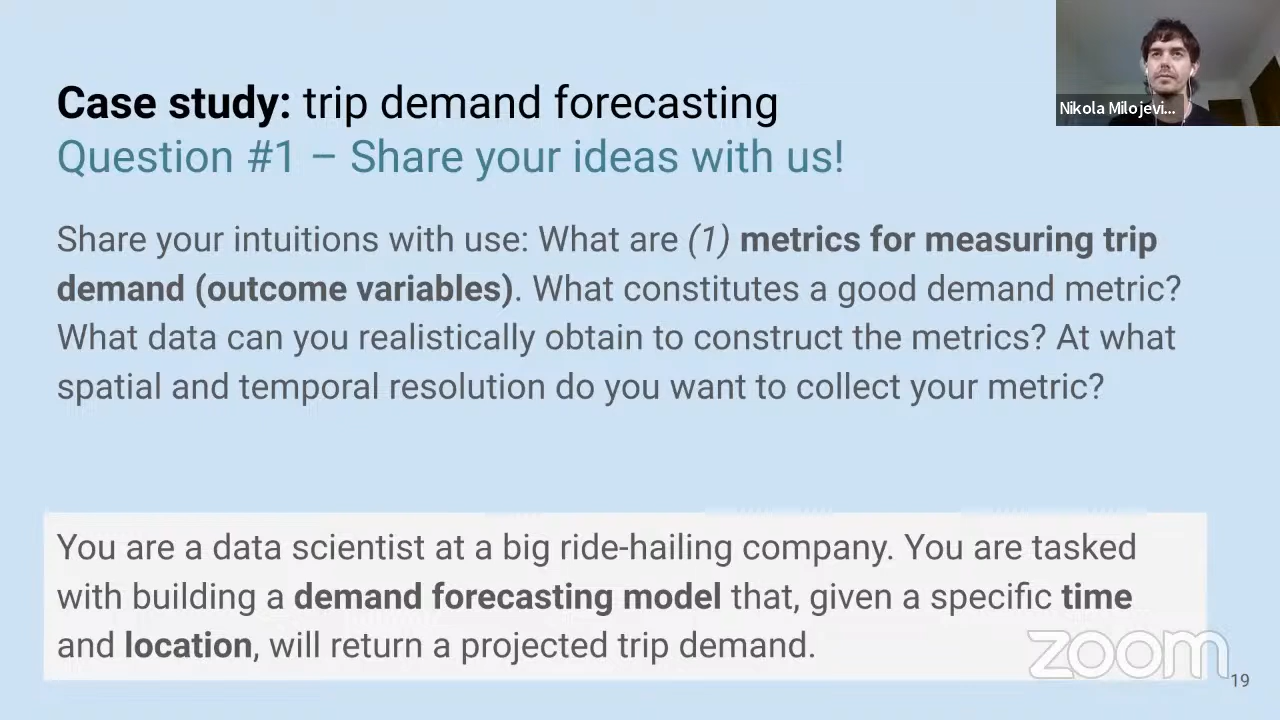 Nikola Milojevi...
Case study: trip demand forecasting
Question #1 – Share your ideas with us!
Share your intuitions with use: What are (1) metrics for measuring trip
demand (outcome variables). What constitutes a good demand metric?
What data can you realistically obtain to construct the metrics? At what
spatial and temporal resolution do you want to collect your metric?
You are a data scientist at a big ride-hailing company. You are tasked
with building a demand forecasting model that, given a specific time
and location, will return a projected trip demand.
zoom
19